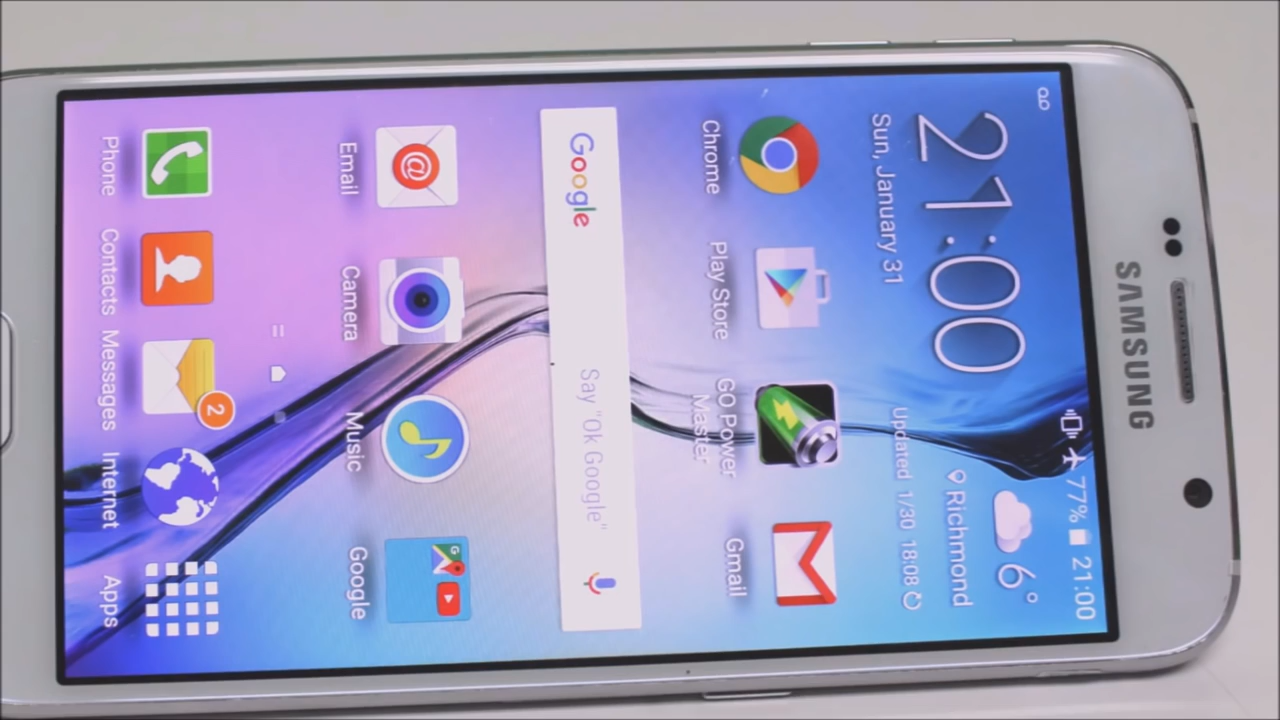 SAMSUNG
77% 21:00
21:00
Sun, January 31
6°
Richmond
Updated 1/30 18:08
Chrome
Play Store
GO Power
Master
Gmail
Google
Say "Ok Google"
Email
Camera
Music
Google
2
Phone
Contacts
Messages
Internet
Apps